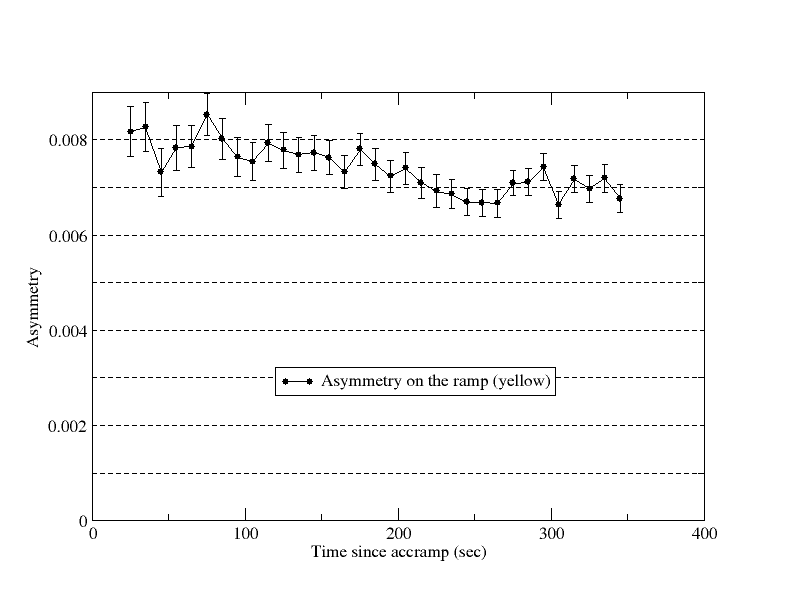 0.008
0.006
0.004
0.002
0
Asymmetry
Asymmetry on the ramp (yellow)
0 100 200 300 400
Time since accramp (sec)